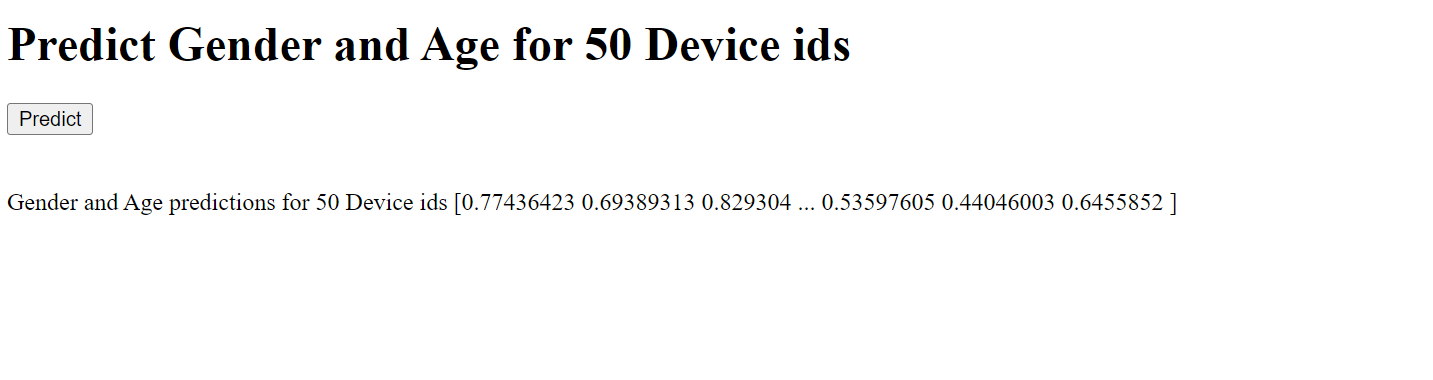 Predict Gender and Age for 50 Device ids
Predict
Gender and Age predictions for 50 Device ids [0.77436423 0.69389313 0.829304 ... 0.53597605 0.44046003 0.6455852 ]